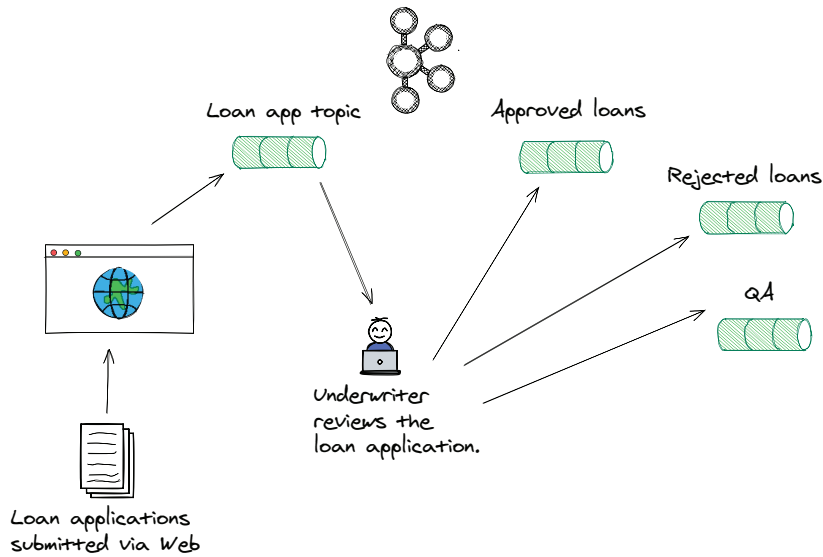 Loan app topic
Approved loans
Rejected loans
QA
Underwriter
reviews the
loan application.
Loan applications
submitted via Web